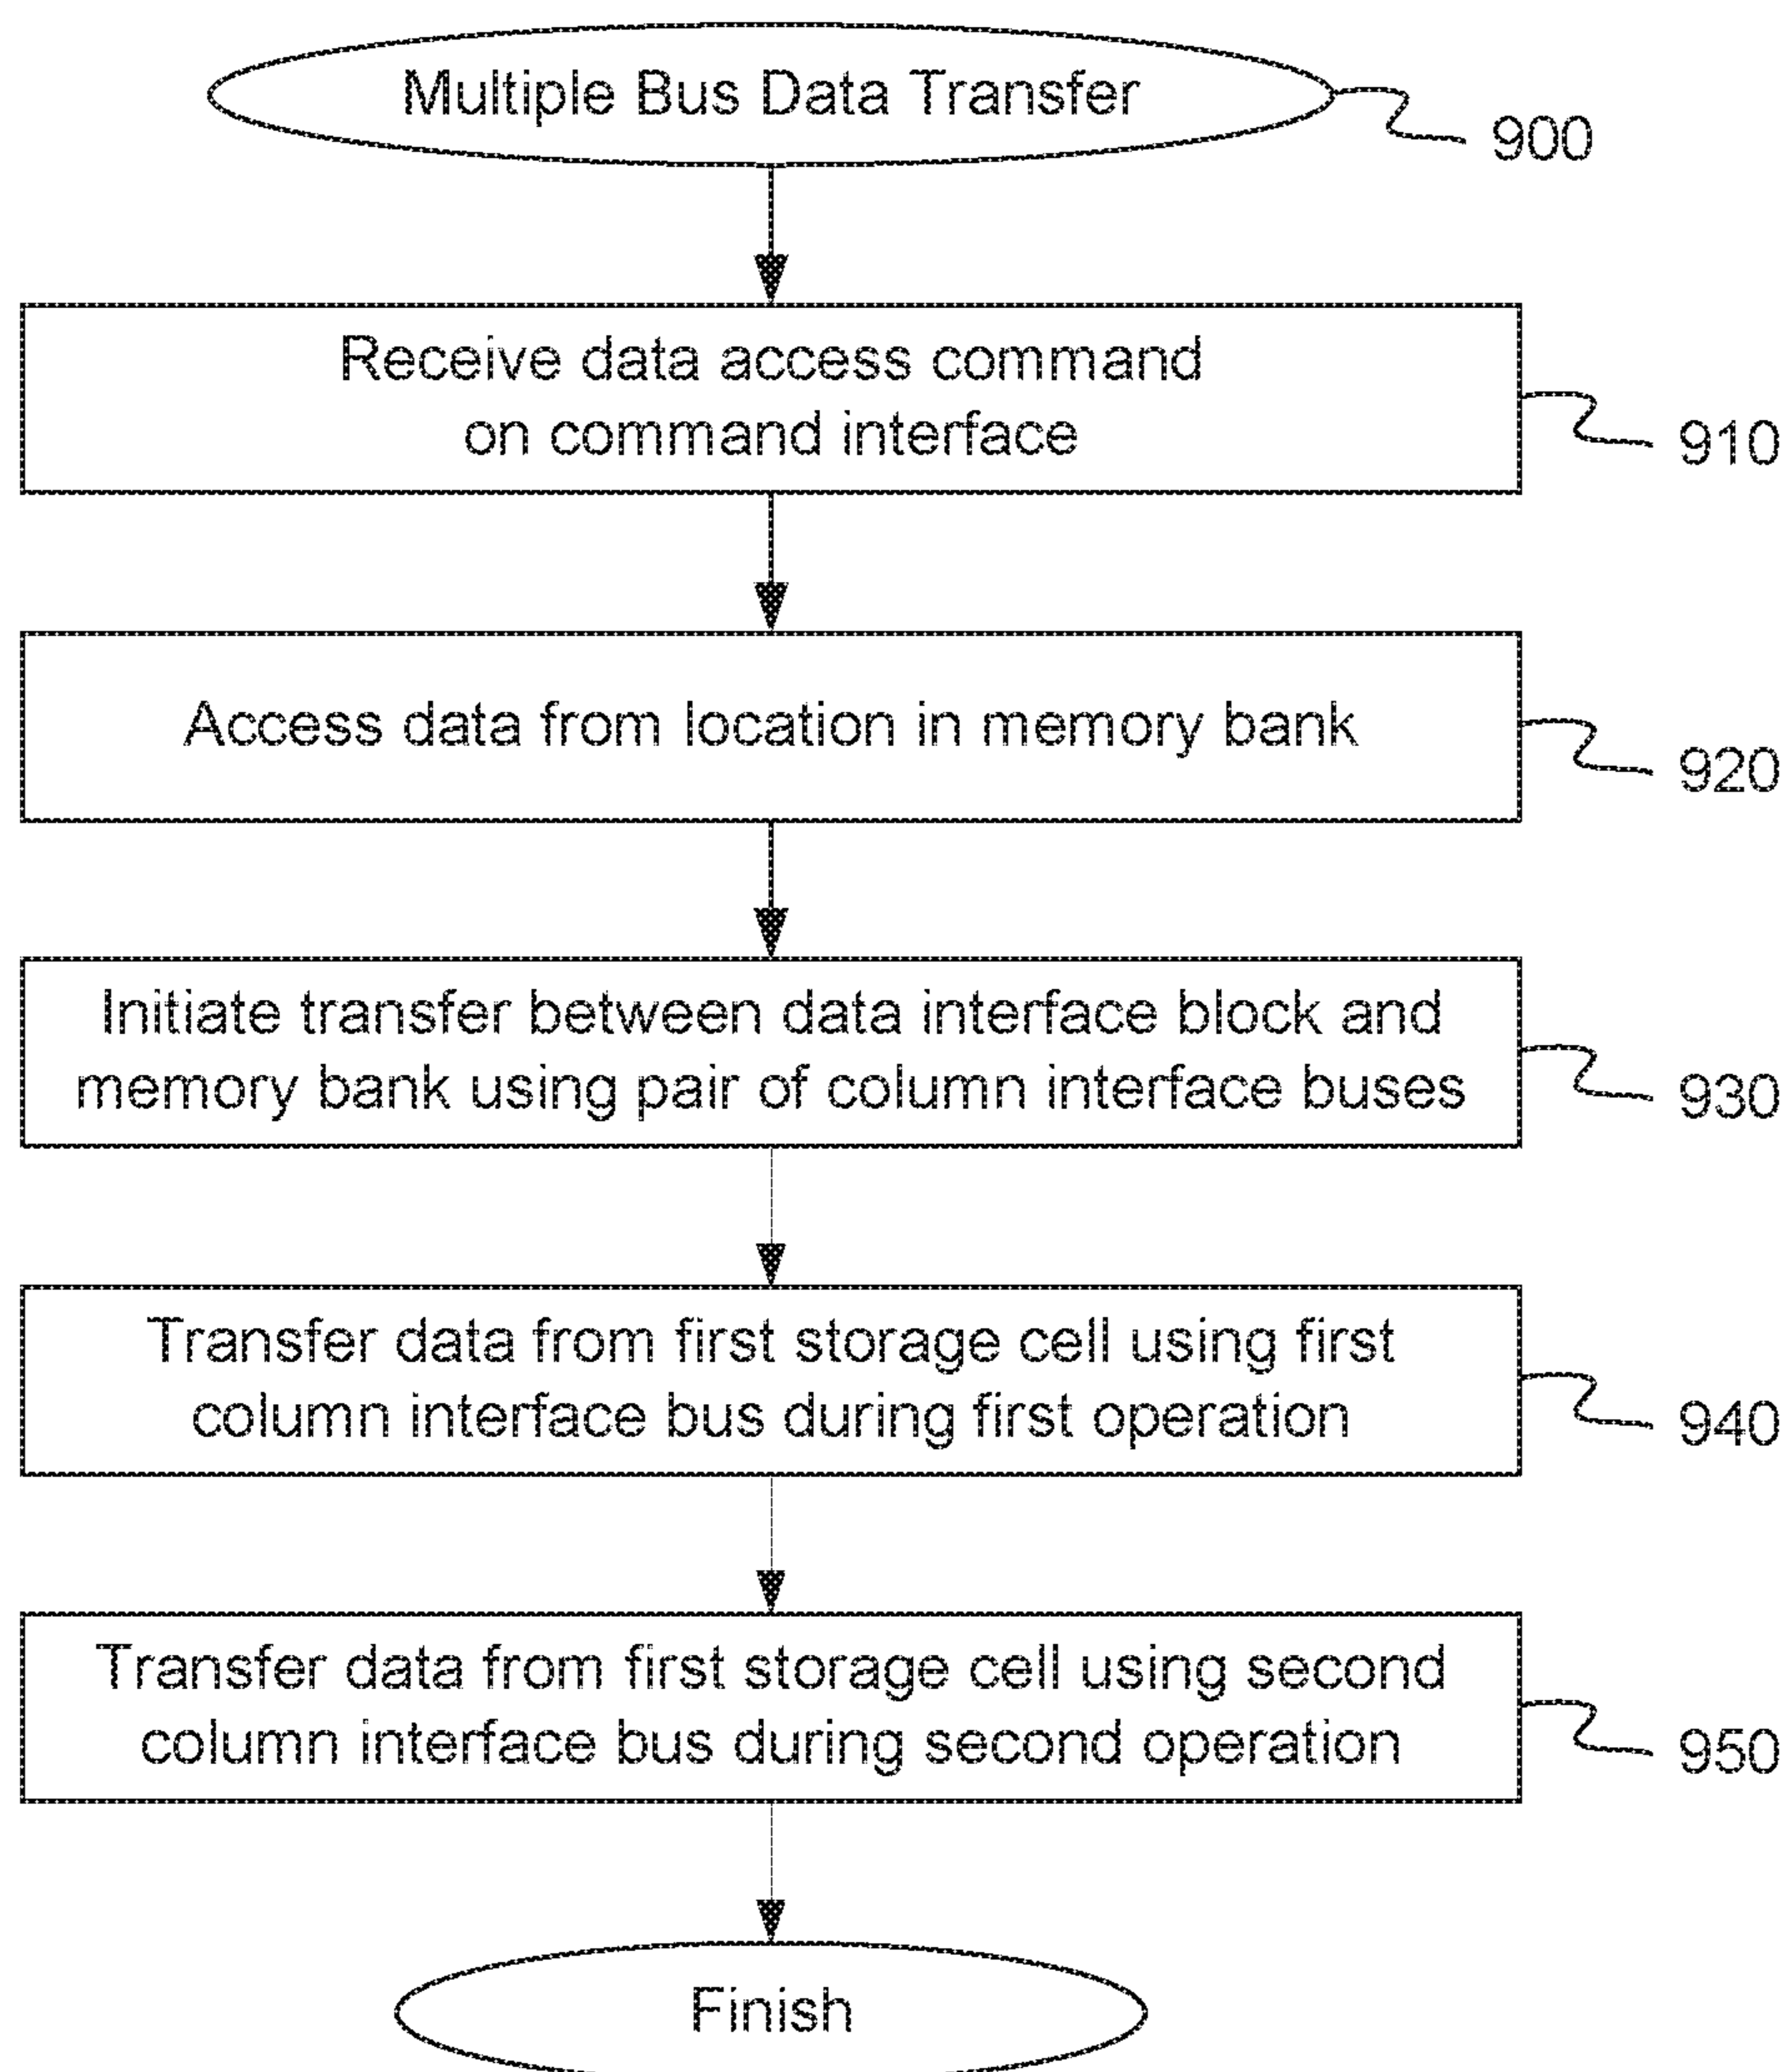 Multiple Bus Data Transfer
900
Receive data access command
on command interface
910
Access data from location in memory bank
920
Initiate transfer between data interface block and
memory bank using pair of column interface buses
930
Transfer data from first storage cell using first
column interface bus during first operation
940
Transfer data from first storage cell using second
column interface bus during second operation
950
Finish